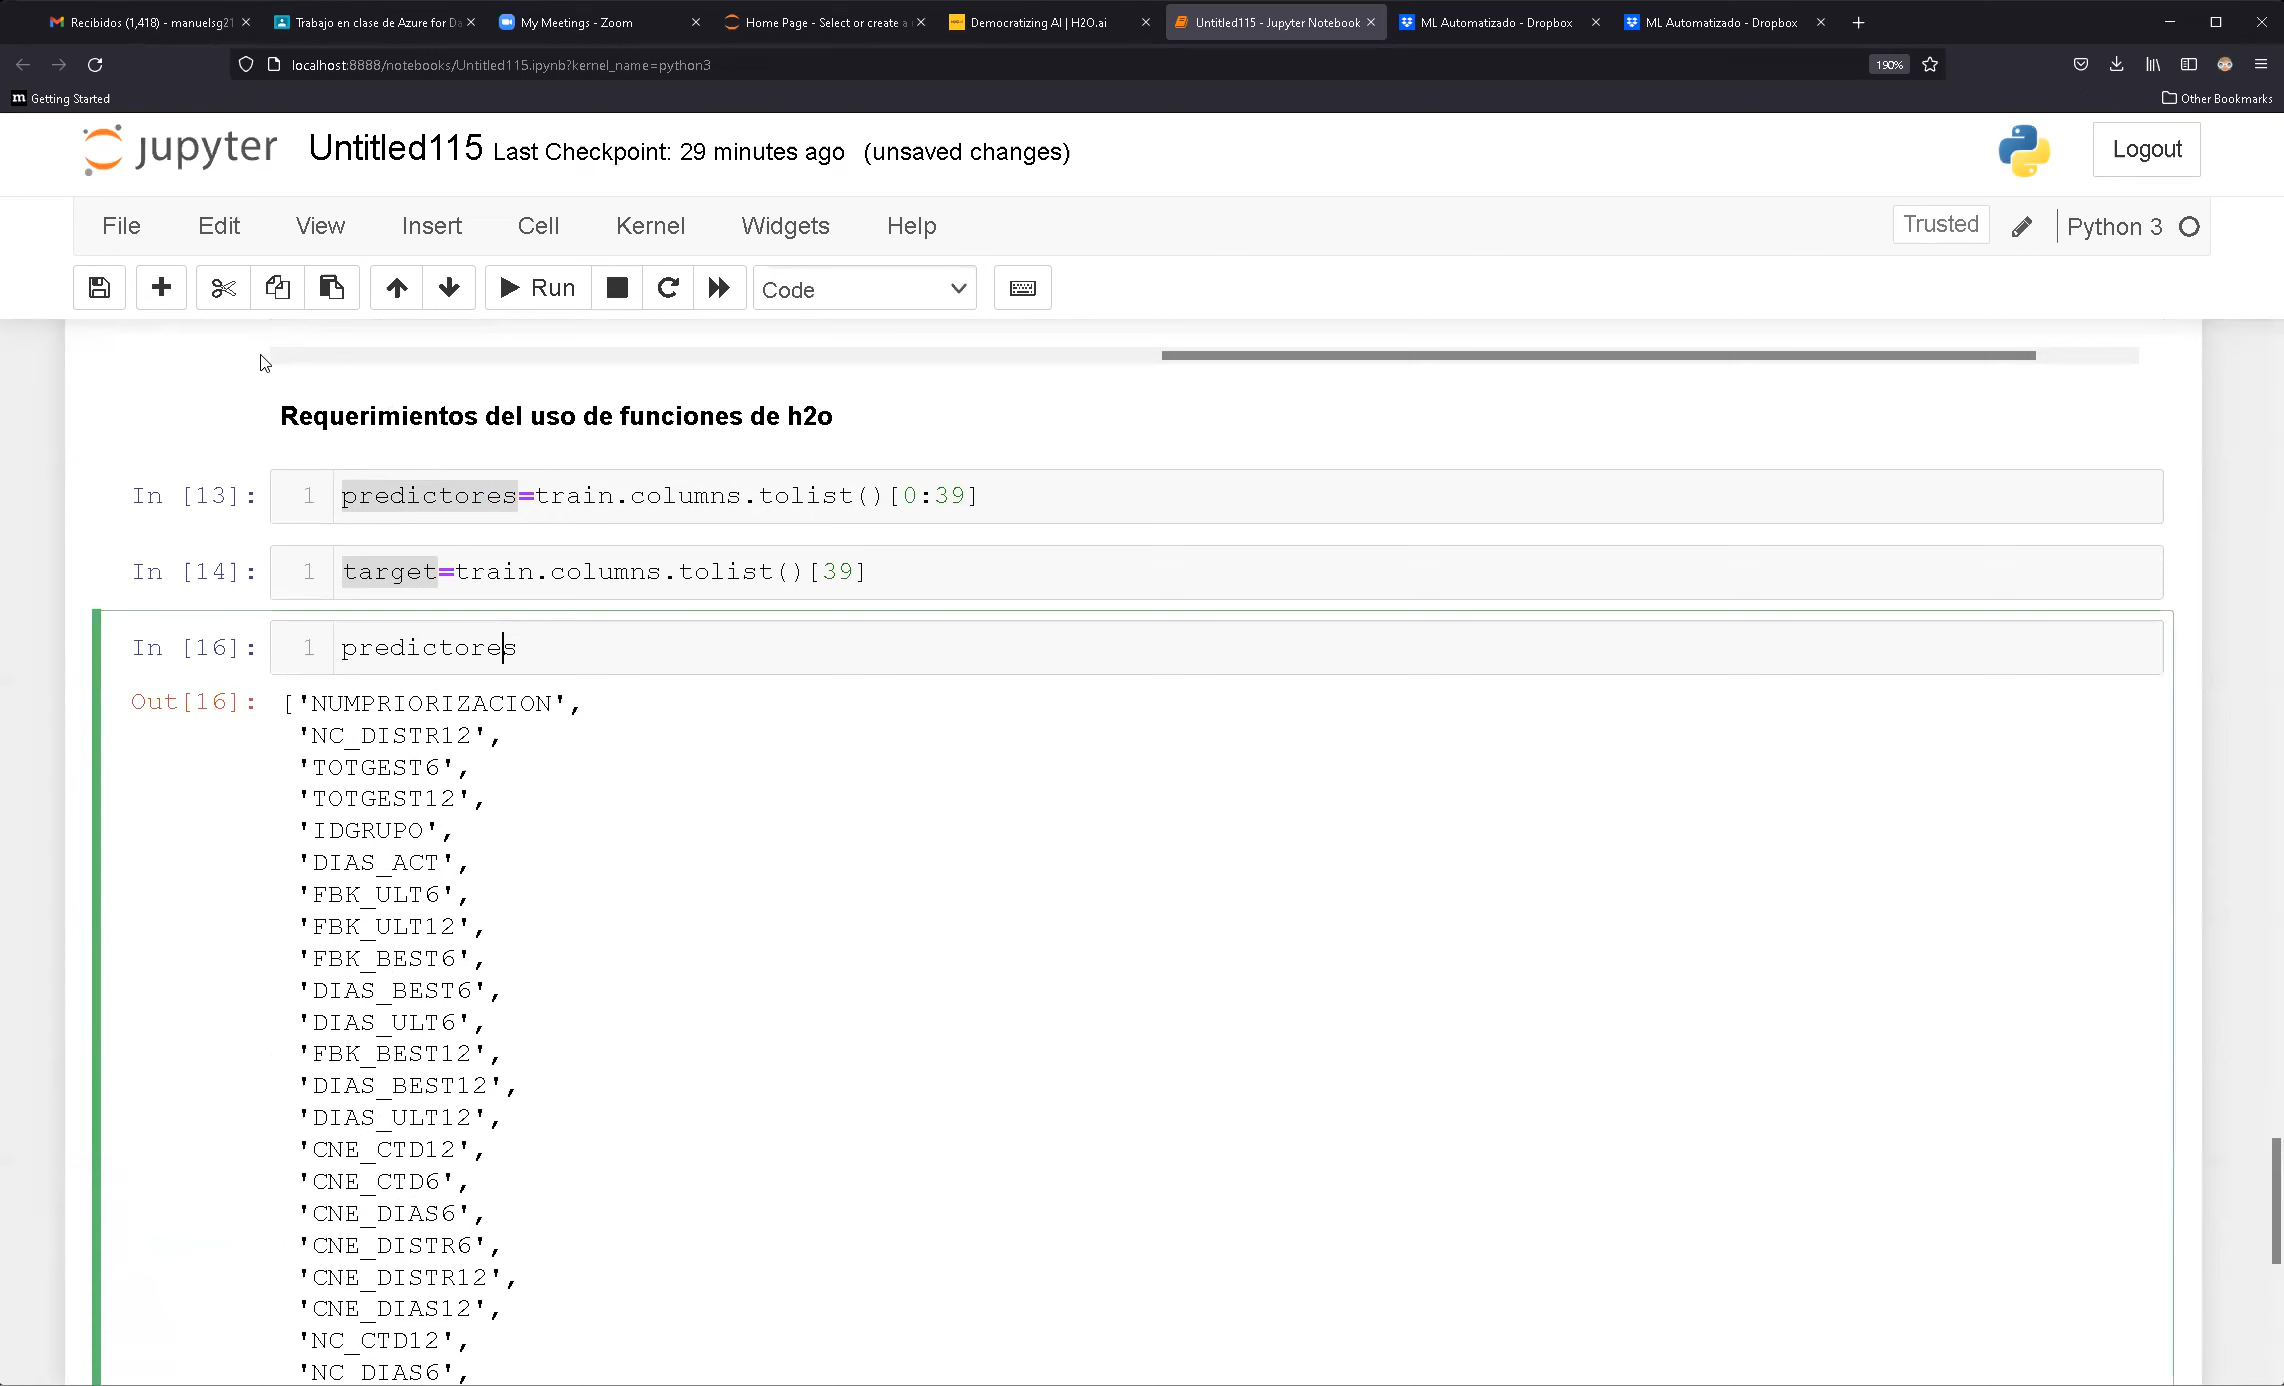 Recibidos (1,418) - manuelsg21
Trabajo en clase de Azure for Da
My Meetings - Zoom
Home Page - Select or create a
Democratizing AI | H2O.ai
Untitled115 - Jupyter Notebook
ML Automatizado - Dropbox
ML Automatizado - Dropbox
localhost:8888/notebooks/Untitled115.ipynb?kernel_name=python3
190%
Getting Started
Other Bookmarks
jupyter Untitled115 Last Checkpoint: 29 minutes ago (unsaved changes)
Logout
File Edit View Insert Cell Kernel Widgets Help
Trusted
Python 3
Run
Code
Requerimientos del uso de funciones de h2o
In [13]: 1 predictores=train.columns.tolist()[0:39]
In [14]: 1 target=train.columns.tolist()[39]
In [16]: 1 predictores
Out[16]: ['NUMPRIORIZACION',
'NC_DISTR12',
'TOTGEST6',
'TOTGEST12',
'IDGRUPO',
'DIAS_ACT',
'FBK_ULT6',
'FBK_ULT12',
'FBK_BEST6',
'DIAS_BEST6',
'DIAS_ULT6',
'FBK_BEST12',
'DIAS_BEST12',
'DIAS_ULT12',
'CNE_CTD12',
'CNE_CTD6',
'CNE_DIAS6',
'CNE_DISTR6',
'CNE_DISTR12',
'CNE_DIAS12',
'NC_CTD12',
'NC_DIAS6',